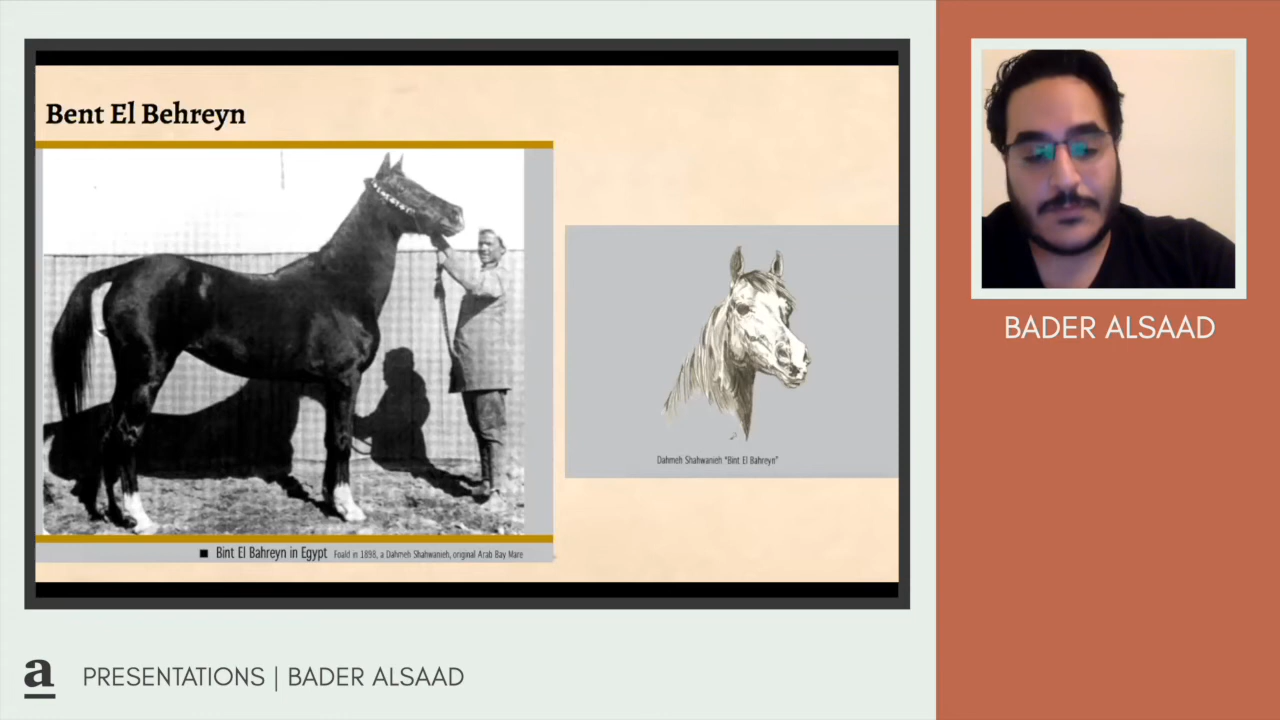 Bent El Behreyn
■ Bint El Bahreyn in Egypt Foald in 1898, a Dahmeh Shahwanieh, original Arab Bay Mare
Dahmeh Shahwanieh "Bint El Bahreyn"
BADER ALSAAD
a PRESENTATIONS | BADER ALSAAD